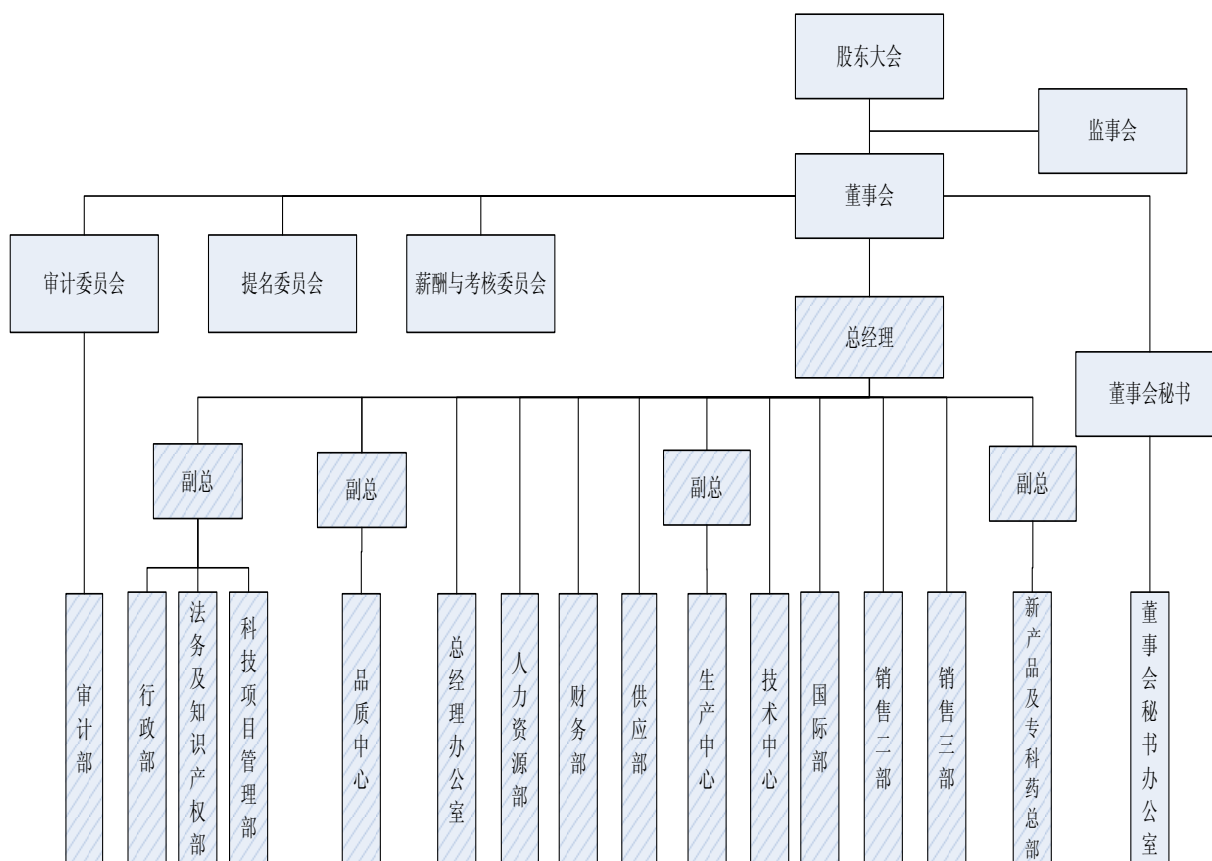 股东大会
监事会
董事会
审计委员会
提名委员会
薪酬与考核委员会
总经理
董事会秘书
副总
副总
副总
副总
审计部
行政部
法务及知识产权部
科技项目管理部
品质中心
总经理办公室
人力资源部
财务部
供应部
生产中心
技术中心
国际部
销售二部
销售三部
新产品及专科药总部
董事会秘书办公室